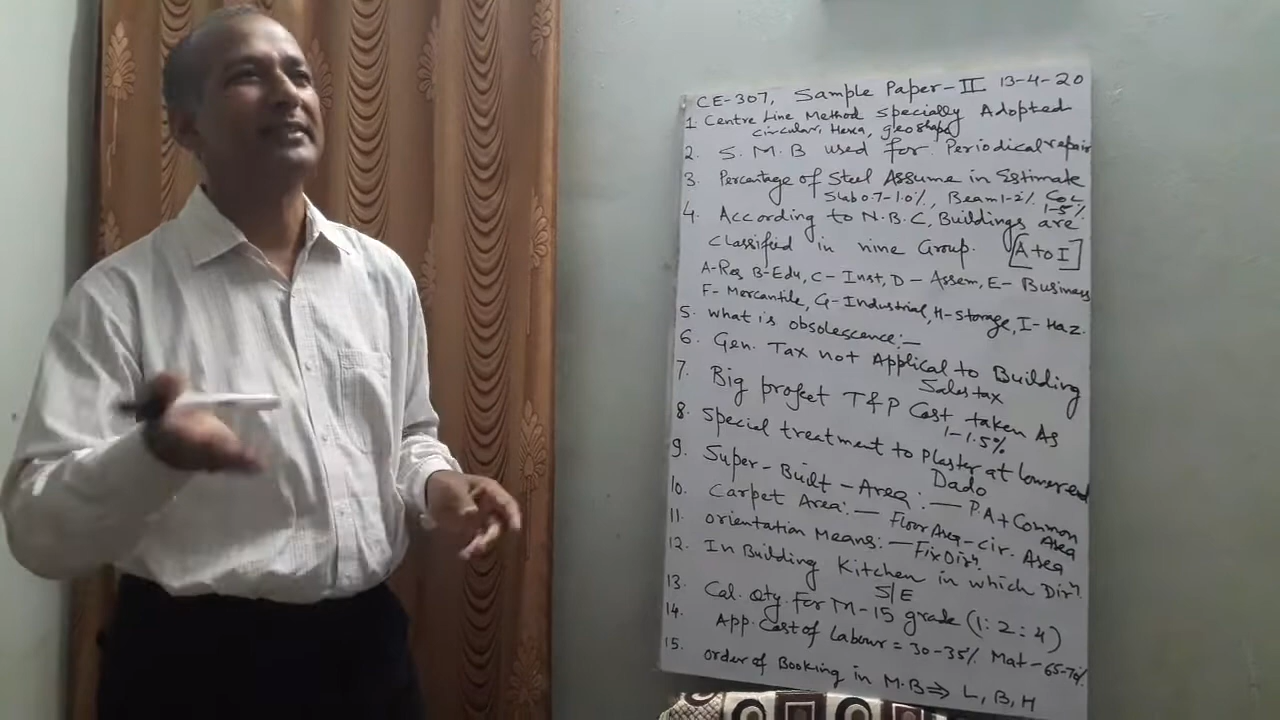 CE-307, Sample Paper-II 13-4-20
1 Centre Line Method specially Adopted
circular, Hexa, geo shape
2. S.M.B used for Periodical repair
3. Percentage of Steel Assume in Estimate
Slab 0.7-1.0%, Beam 1-2% Col
1-5%
4. According to N.B.C, Buildings are
classified in nine Group. [A to I]
A-Res B-Edu, C-Inst, D-Assem, E-Business
F-Mercantile, G-Industrial, H-Storage, I-Haz.
5. what is obsolescence:-
6. Gen. Tax not Applical to Building
Sales tax
7. Big project T&P Cost taken As
1-1.5%
8. Special treatment to Plaster at lowered
Dado
9. Super-Built-Area:- P.A+Common
Area
10. Carpet Area:- Floor Area-cir. Area
11. orientation Means:- Fix Dirⁿ.
12. In Building Kitchen in which Dirⁿ.
S/E
13. Cal. Qty. For M-15 grade (1:2:4)
14. App. Cost of Labour = 30-35% Mat-65-70%
15. order of Booking in M.B⇒ L, B, H